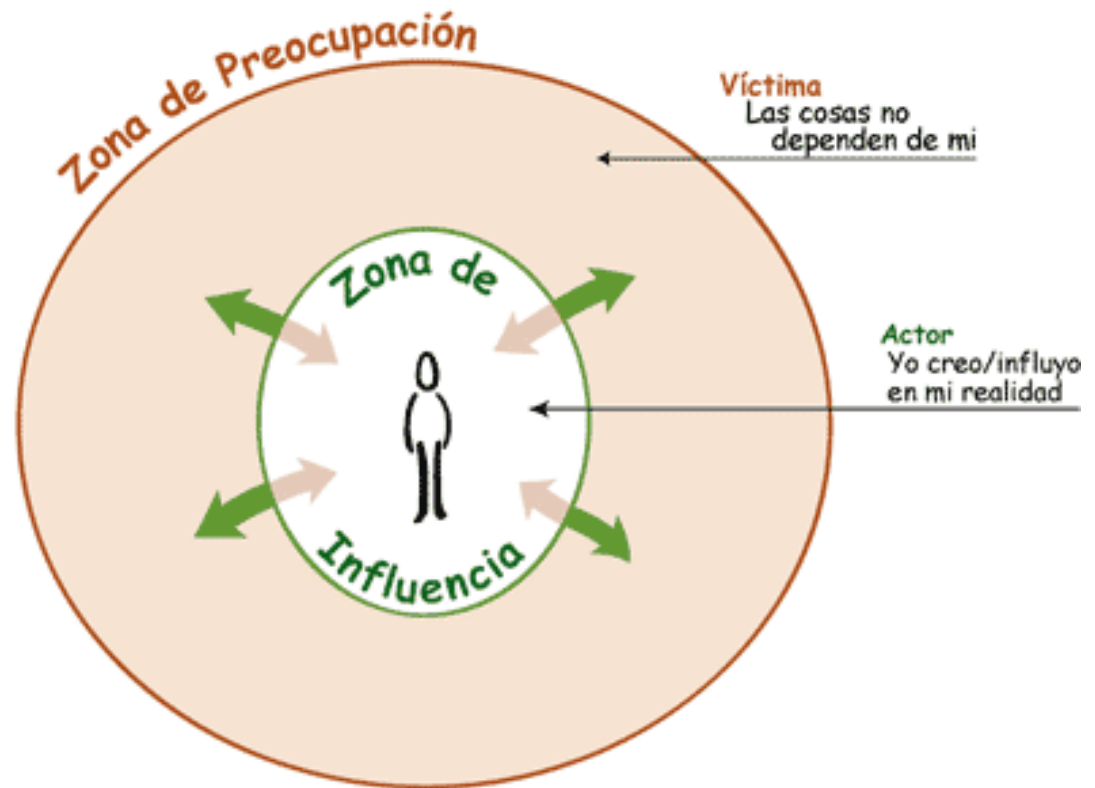 Zona de Preocupación
Víctima
Las cosas no
dependen de mi
Zona de
Influencia
Actor
Yo creo/influyo
en mi realidad